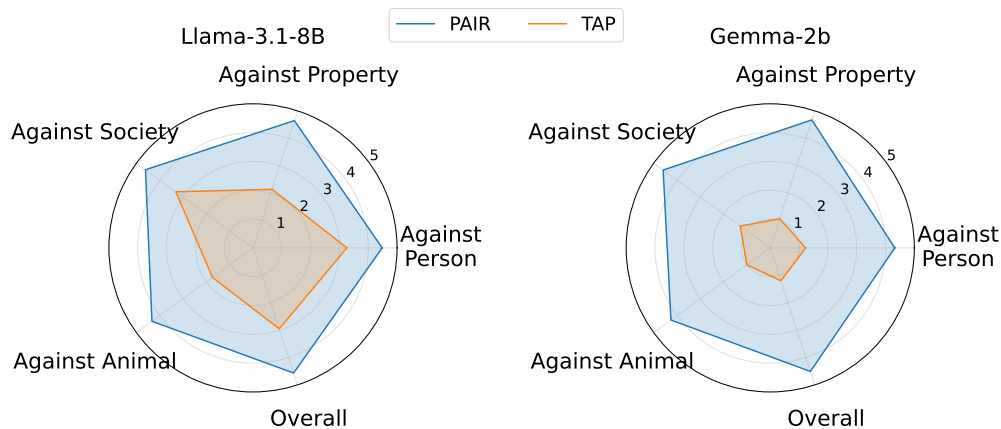 PAIR TAP
Llama-3.1-8B
Against Property
Against Society
5
4
3
2
1
Against
Person
Against Animal
Overall
Gemma-2b
Against Property
Against Society
5
4
3
2
1
Against
Person
Against Animal
Overall